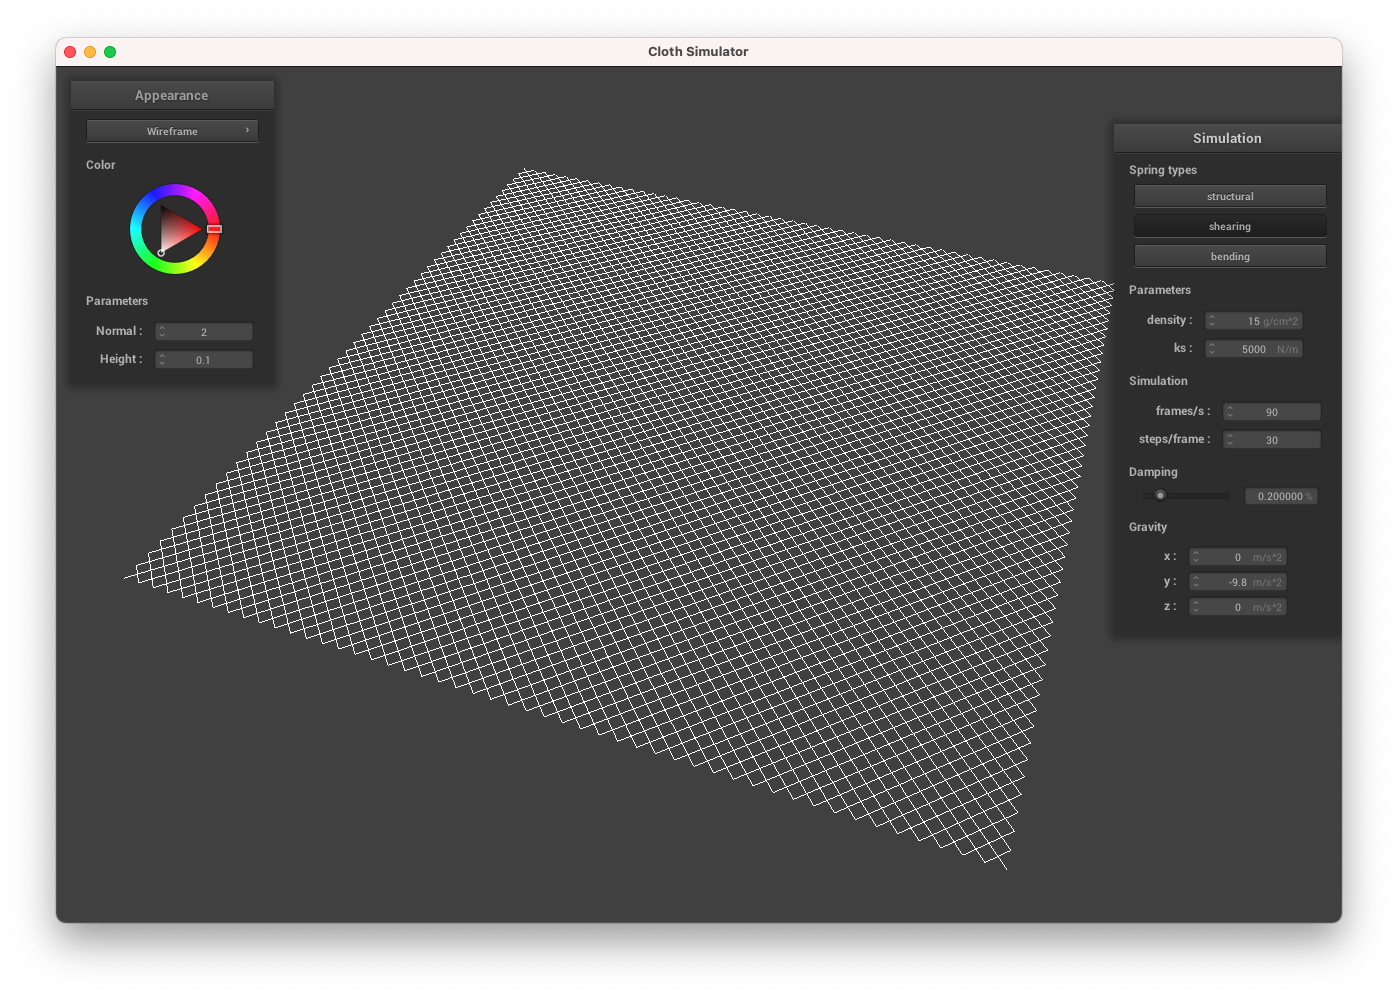 Cloth Simulator
Appearance
Wireframe ›
Color
Parameters
Normal : 2
Height : 0.1
Simulation
Spring types
structural
shearing
bending
Parameters
density : 15 g/cm^2
ks : 5000 N/m
Simulation
frames/s : 90
steps/frame : 30
Damping
0.200000 %
Gravity
x : 0 m/s^2
y : -9.8 m/s^2
z : 0 m/s^2